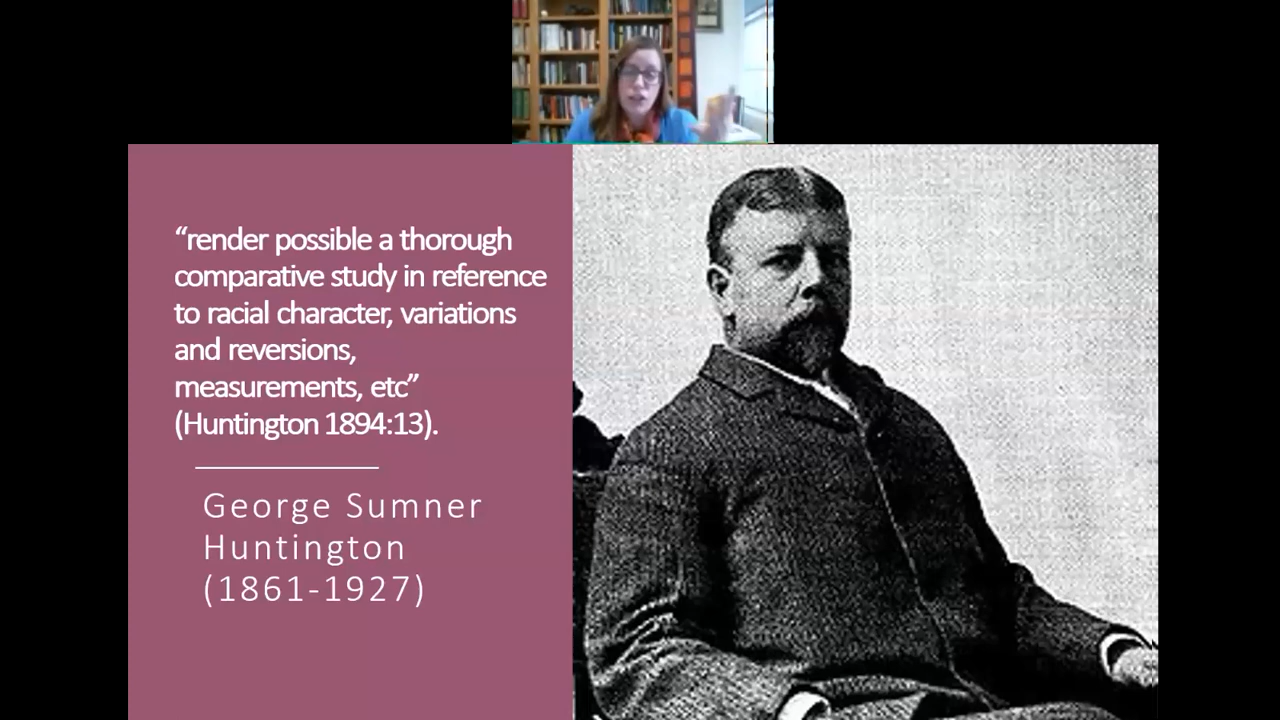 “render possible a thorough
comparative study in reference
to racial character, variations
and reversions,
measurements, etc”
(Huntington 1894:13).
George Sumner
Huntington
(1861-1927)